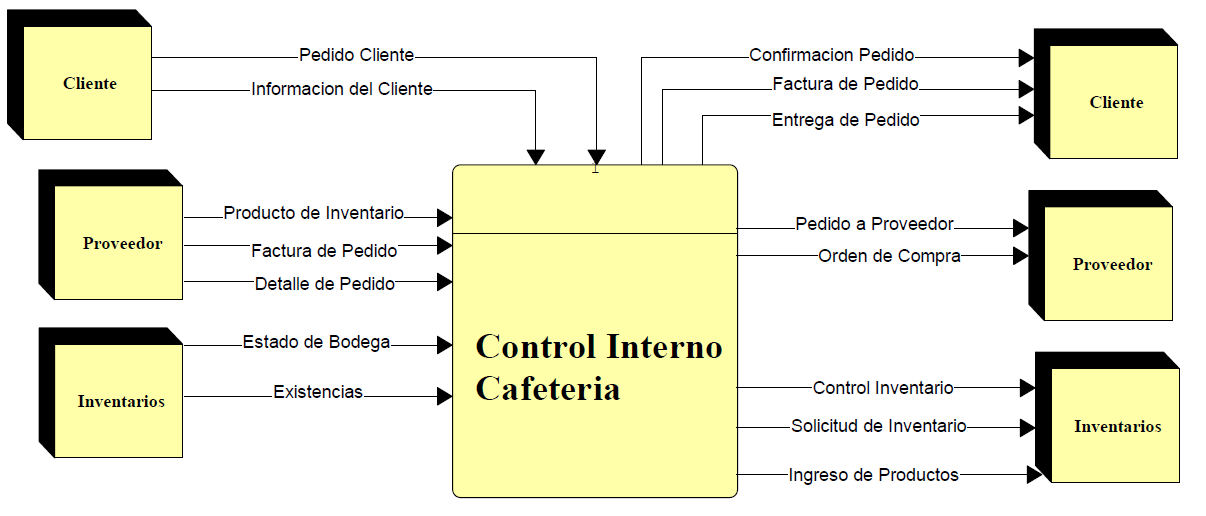 Cliente
Pedido Cliente
Informacion del Cliente
Confirmacion Pedido
Factura de Pedido
Entrega de Pedido
Cliente
Proveedor
Producto de Inventario
Factura de Pedido
Detalle de Pedido
Pedido a Proveedor
Orden de Compra
Proveedor
Inventarios
Estado de Bodega
Existencias
1
Control Interno
Cafeteria
Control Inventario
Solicitud de Inventario
Ingreso de Productos
Inventarios